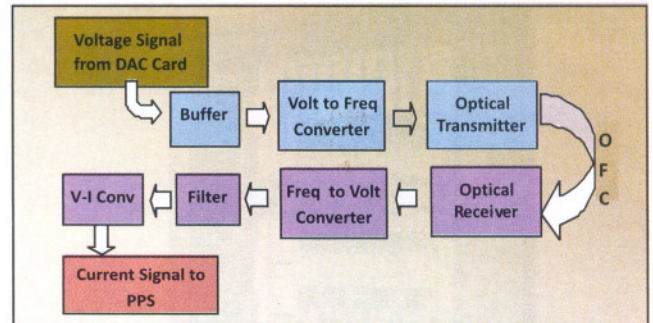 Voltage Signal
from DAC Card
Buffer
Volt to Freq
Converter
Optical
Transmitter
O
F
C
Optical
Receiver
Freq to Volt
Converter
Filter
V-I Conv
Current Signal to
PPS